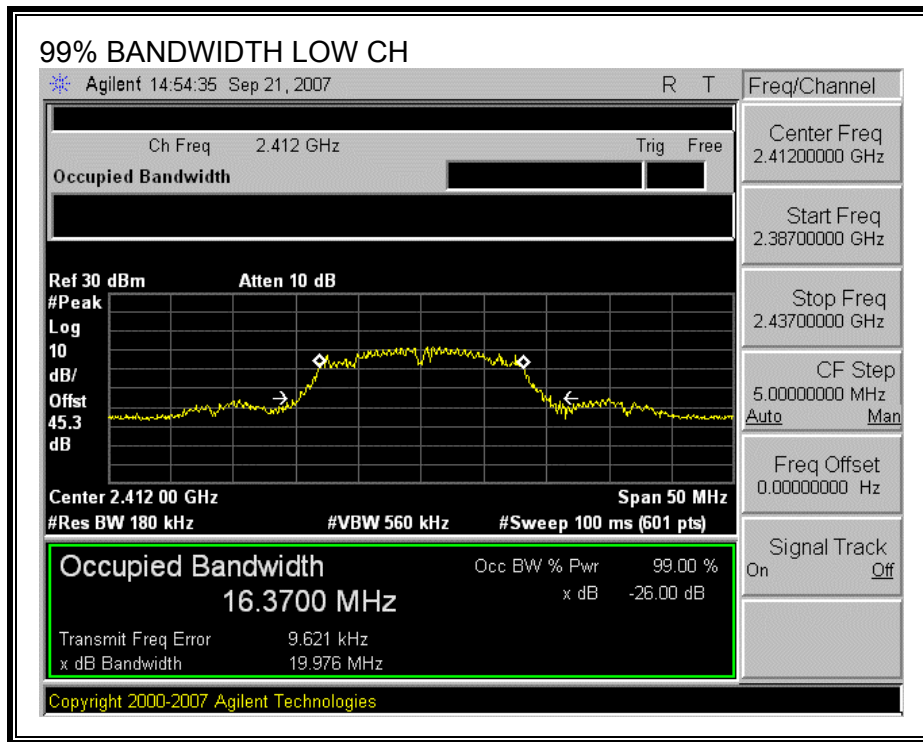 99% BANDWIDTH LOW CH
Agilent 14:54:35 Sep 21, 2007 R T
Freq/Channel
Ch Freq 2.412 GHz Trig Free
Occupied Bandwidth
Center Freq
2.41200000 GHz
Start Freq
2.38700000 GHz
Stop Freq
2.43700000 GHz
CF Step
5.00000000 MHz
Auto Man
Freq Offset
0.00000000 Hz
Signal Track
On Off
Ref 30 dBm Atten 10 dB
#Peak
Log
10
dB/
Offst
45.3
dB
Center 2.412 00 GHz Span 50 MHz
#Res BW 180 kHz #VBW 560 kHz #Sweep 100 ms (601 pts)
Occupied Bandwidth Occ BW % Pwr 99.00 %
16.3700 MHz x dB -26.00 dB
Transmit Freq Error 9.621 kHz
x dB Bandwidth 19.976 MHz
Copyright 2000-2007 Agilent Technologies